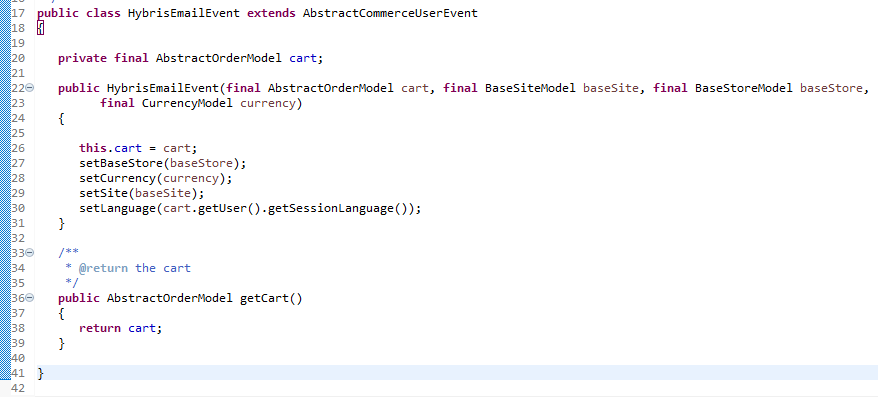 17 public class HybrisEmailEvent extends AbstractCommerceUserEvent
18 {
19
20 private final AbstractOrderModel cart;
21
22 public HybrisEmailEvent(final AbstractOrderModel cart, final BaseSiteModel baseSite, final BaseStoreModel baseStore,
23 final CurrencyModel currency)
24 {
25
26 this.cart = cart;
27 setBaseStore(baseStore);
28 setCurrency(currency);
29 setSite(baseSite);
30 setLanguage(cart.getUser().getSessionLanguage());
31 }
32
33 /**
34 * @return the cart
35 */
36 public AbstractOrderModel getCart()
37 {
38 return cart;
39 }
40
41 }
42